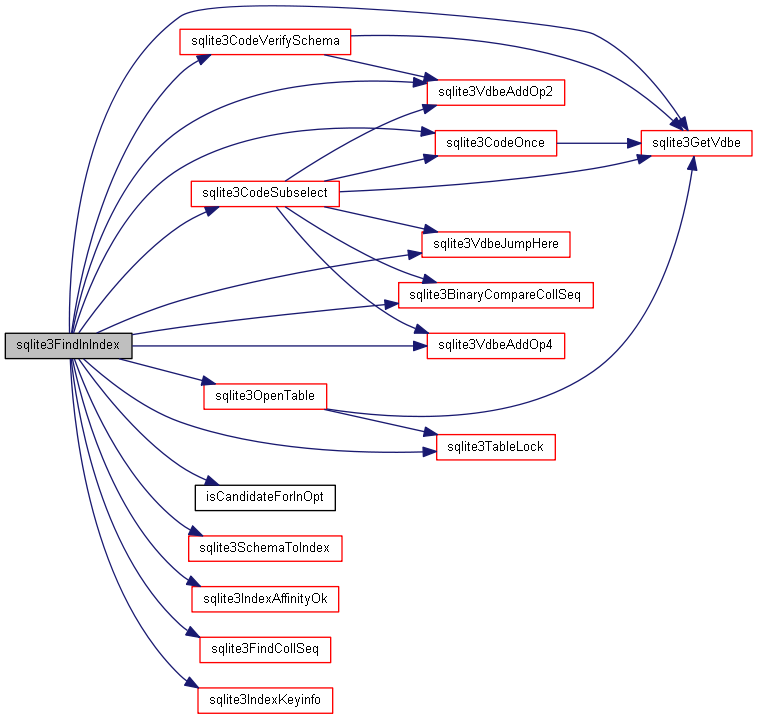 sqlite3CodeVerifySchema
sqlite3VdbeAddOp2
sqlite3CodeOnce
sqlite3GetVdbe
sqlite3CodeSubselect
sqlite3VdbeJumpHere
sqlite3BinaryCompareCollSeq
sqlite3FindInIndex
sqlite3VdbeAddOp4
sqlite3OpenTable
sqlite3TableLock
isCandidateForInOpt
sqlite3SchemaToIndex
sqlite3IndexAffinityOk
sqlite3FindCollSeq
sqlite3IndexKeyinfo